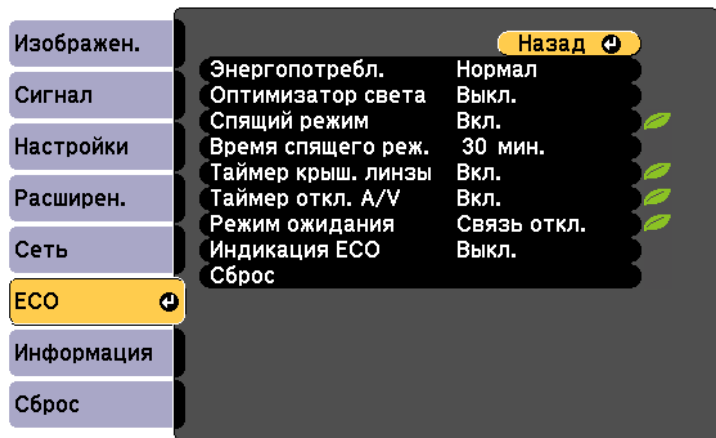 Изображен.
Сигнал
Настройки
Расширен.
Сеть
ECO
Информация
Сброс
Назад
Энергопотребл. Нормал
Оптимизатор света Выкл.
Спящий режим Вкл.
Время спящего реж. 30 мин.
Таймер крыш. линзы Вкл.
Таймер откл. A/V Вкл.
Режим ожидания Связь откл.
Индикация ECO Выкл.
Сброс